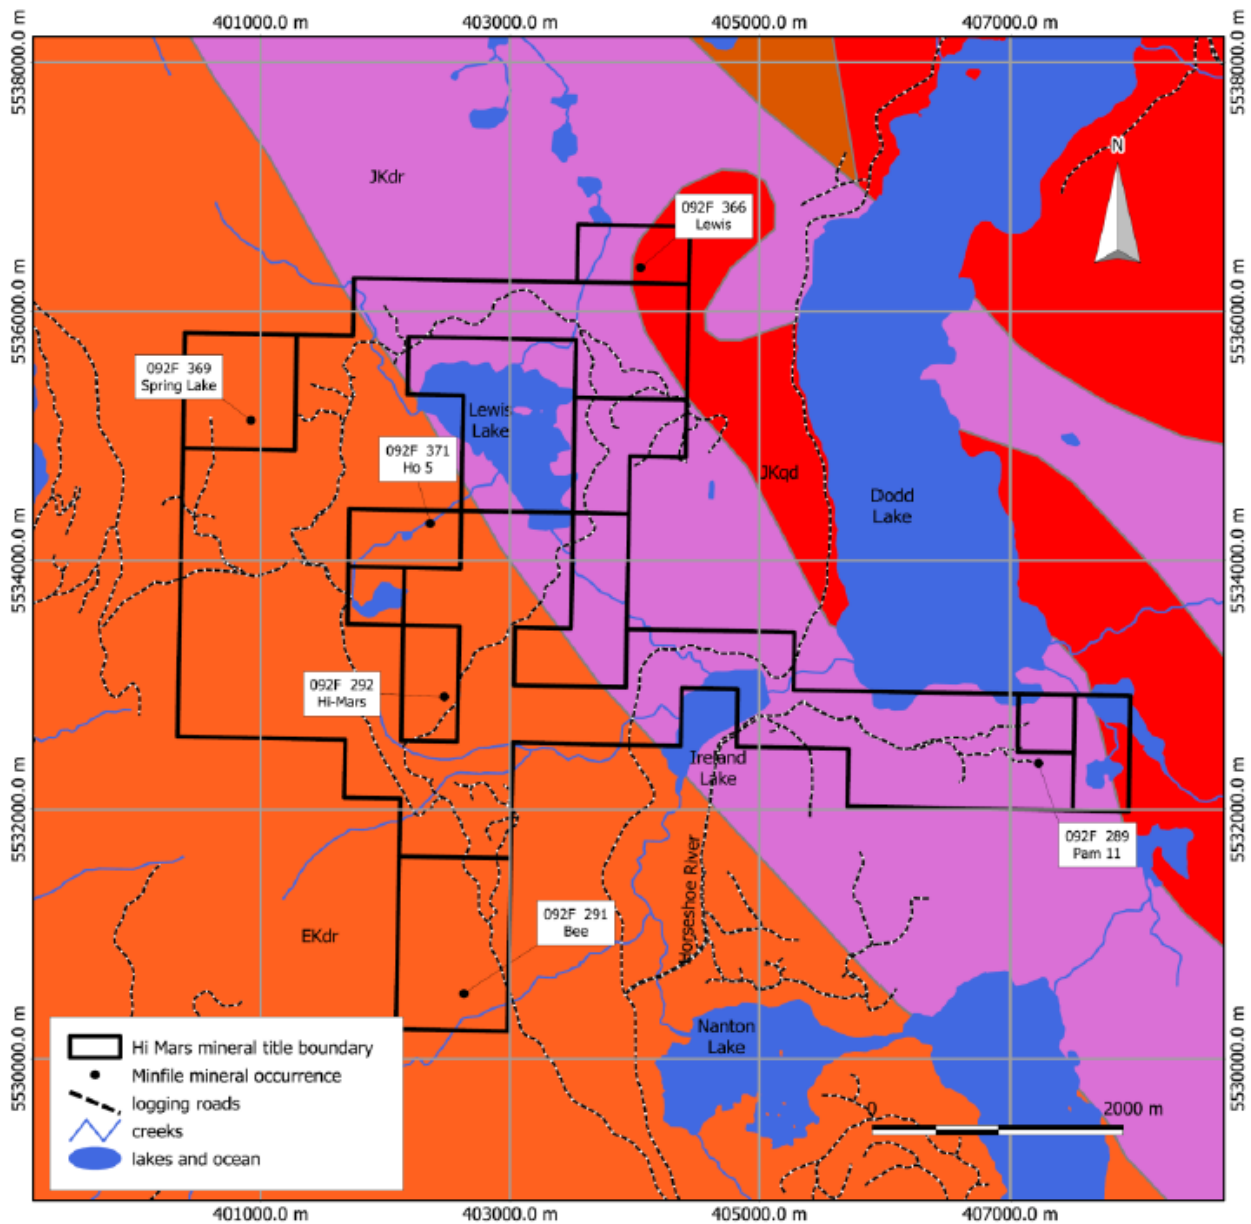 401000.0 m
403000.0 m
405000.0 m
407000.0 m
5538000.0 m
5538000.0 m
N
JKdr
092F 366
Lewis
5536000.0 m
5536000.0 m
092F 369
Spring Lake
Lewis
Lake
092F 371
Ho 5
JKqd
Dodd
Lake
5534000.0 m
5534000.0 m
092F 292
Hi-Mars
Ireland
Lake
5532000.0 m
5532000.0 m
092F 289
Pam 11
Horseshoe River
092F 291
Bee
EKdr
Nanton
Lake
5530000.0 m
5530000.0 m
Hi Mars mineral title boundary
Minfile mineral occurrence
logging roads
creeks
lakes and ocean
0
2000 m
401000.0 m
403000.0 m
405000.0 m
407000.0 m